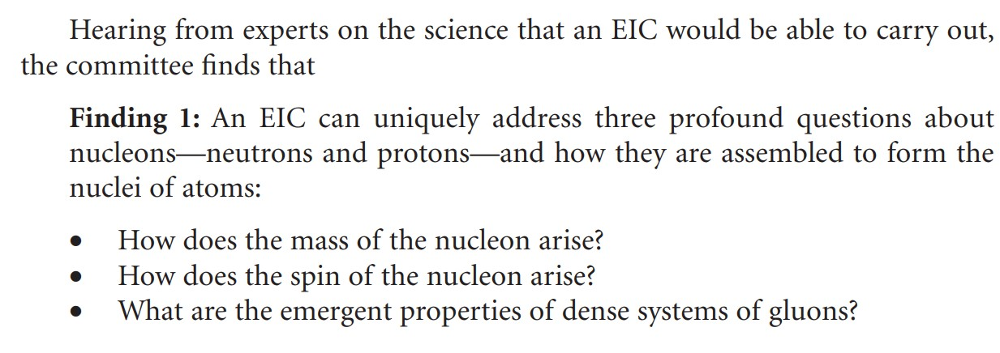 Hearing from experts on the science that an EIC would be able to carry out,
the committee finds that
Finding 1: An EIC can uniquely address three profound questions about
nucleons—neutrons and protons—and how they are assembled to form the
nuclei of atoms:
• How does the mass of the nucleon arise?
• How does the spin of the nucleon arise?
• What are the emergent properties of dense systems of gluons?